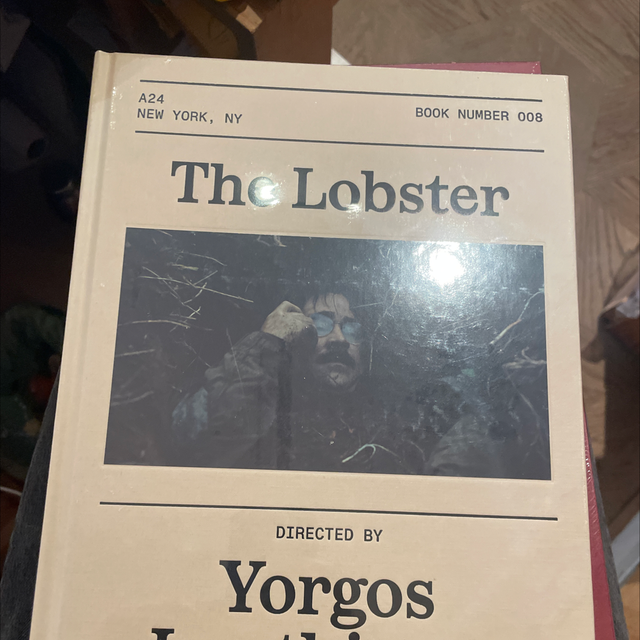 A24
NEW YORK, NY
BOOK NUMBER 008
The Lobster
DIRECTED BY
Yorgos